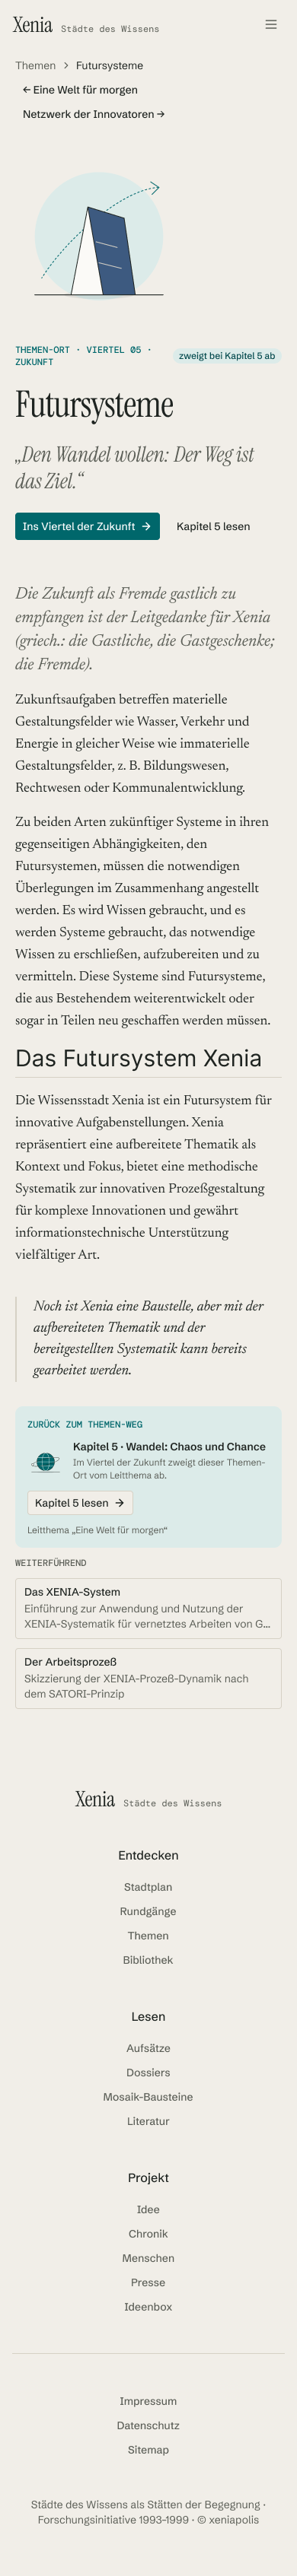 Xenia Städte des Wissens
Themen > Futursysteme
← Eine Welt für morgen
Netzwerk der Innovatoren →
THEMEN-ORT · VIERTEL 05 ·
ZUKUNFT
zweigt bei Kapitel 5 ab
Futursysteme
„Den Wandel wollen: Der Weg ist
das Ziel.“
Ins Viertel der Zukunft →
Kapitel 5 lesen
Die Zukunft als Fremde gastlich zu
empfangen ist der Leitgedanke für Xenia
(griech.: die Gastliche, die Gastgeschenke;
die Fremde).
Zukunftsaufgaben betreffen materielle
Gestaltungsfelder wie Wasser, Verkehr und
Energie in gleicher Weise wie immaterielle
Gestaltungsfelder, z. B. Bildungswesen,
Rechtwesen oder Kommunalentwicklung.
Zu beiden Arten zukünftiger Systeme in ihren
gegenseitigen Abhängigkeiten, den
Futursystemen, müssen die notwendigen
Überlegungen im Zusammenhang angestellt
werden. Es wird Wissen gebraucht, und es
werden Systeme gebraucht, das notwendige
Wissen zu erschließen, aufzubereiten und zu
vermitteln. Diese Systeme sind Futursysteme,
die aus Bestehendem weiterentwickelt oder
sogar in Teilen neu geschaffen werden müssen.
Das Futursystem Xenia
Die Wissensstadt Xenia ist ein Futursystem für
innovative Aufgabenstellungen. Xenia
repräsentiert eine aufbereitete Thematik als
Kontext und Fokus, bietet eine methodische
Systematik zur innovativen Prozeßgestaltung
für komplexe Innovationen und gewährt
informationstechnische Unterstützung
vielfältiger Art.
Noch ist Xenia eine Baustelle, aber mit der
aufbereiteten Thematik und der
bereitgestellten Systematik kann bereits
gearbeitet werden.
ZURÜCK ZUM THEMEN-WEG
Kapitel 5 · Wandel: Chaos und Chance
Im Futursysteme zweigt dieser Themen-
Ort vom Leitthema ab.
Kapitel 5 lesen →
Leitthema „Eine Welt für morgen“
WEITERFÜHREND
Das XENIA-System
Einführung zur Anwendung und Nutzung der
XENIA-Systematik für vernetztes Arbeiten von G…
Der Arbeitsprozeß
Skizzierung der XENIA-Prozeß-Dynamik nach
dem SATORI-Prinzip
Xenia Städte des Wissens
Entdecken
Stadtplan
Rundgänge
Themen
Bibliothek
Lesen
Aufsätze
Dossiers
Mosaik-Bausteine
Literatur
Projekt
Idee
Chronik
Menschen
Presse
Ideenbox
Impressum
Datenschutz
Sitemap
Städte des Wissens als Stätten der Begegnung ·
Forschungsinitiative 1993-1999 · © xeniapolis